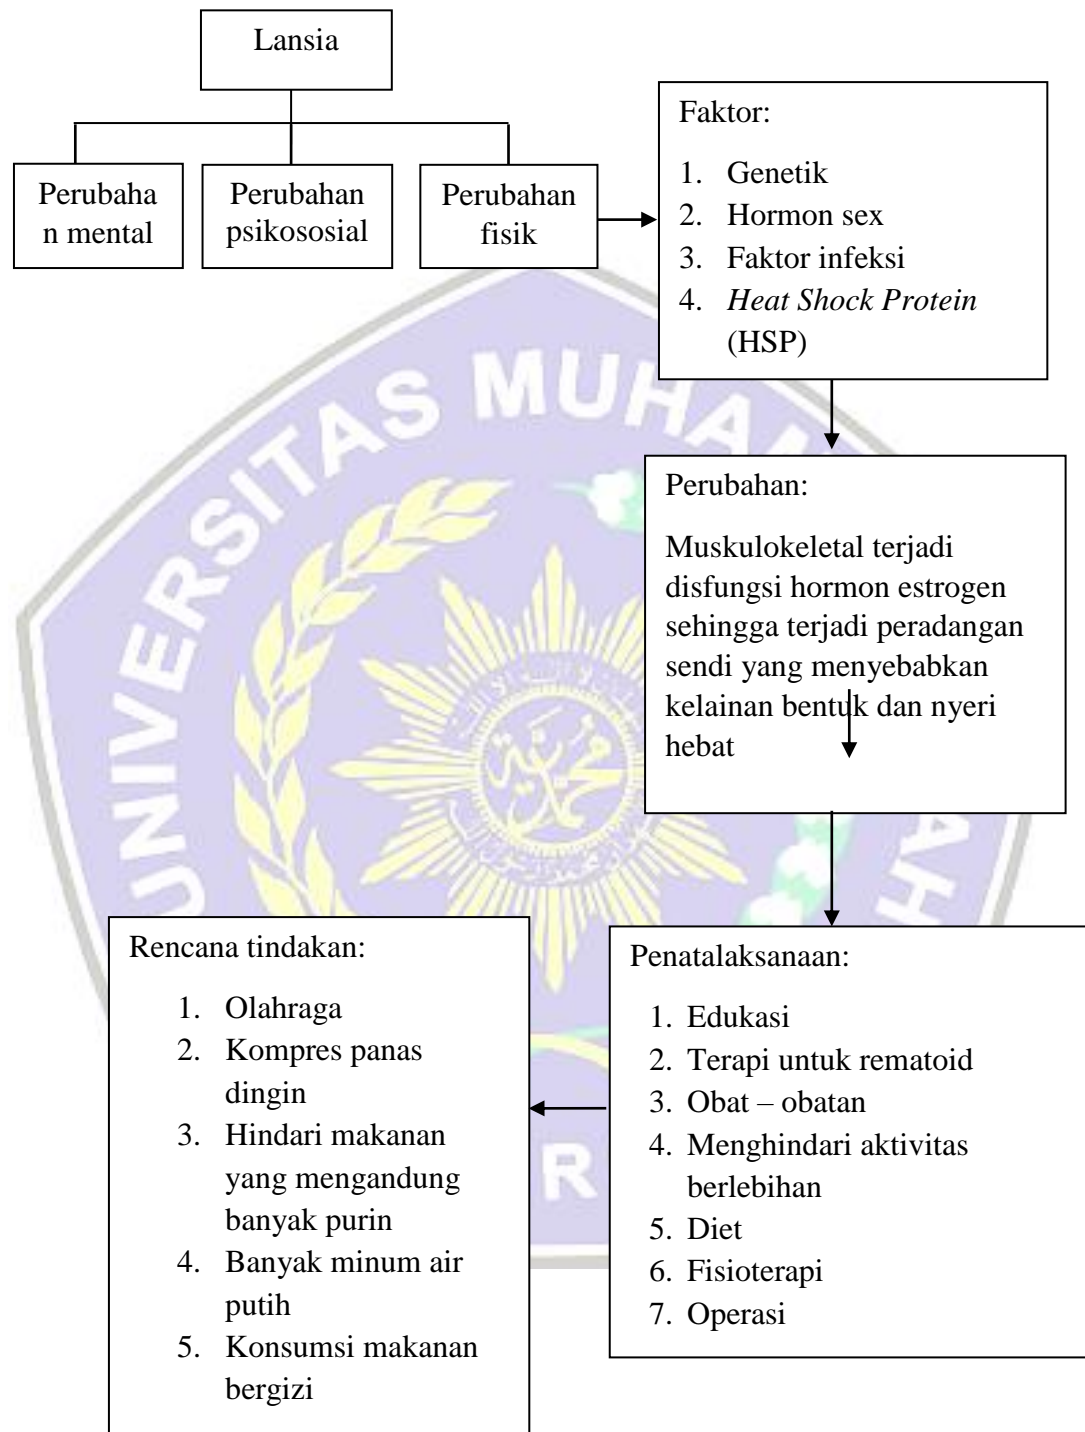 Lansia
Perubaha
n mental
Perubahan
psikososial
Perubahan
fisik
Faktor:
1. Genetik
2. Hormon sex
3. Faktor infeksi
4. Heat Shock Protein
(HSP)
Perubahan:
Muskulokeletal terjadi
disfungsi hormon estrogen
sehingga terjadi peradangan
sendi yang menyebabkan
kelainan bentuk dan nyeri
hebat
Penatalaksanaan:
1. Edukasi
2. Terapi untuk rematoid
3. Obat – obatan
4. Menghindari aktivitas
berlebihan
5. Diet
6. Fisioterapi
7. Operasi
Rencana tindakan:
1. Olahraga
2. Kompres panas
dingin
3. Hindari makanan
yang mengandung
banyak purin
4. Banyak minum air
putih
5. Konsumsi makanan
bergizi
UNIVERSITAS MUHAM
AH
R